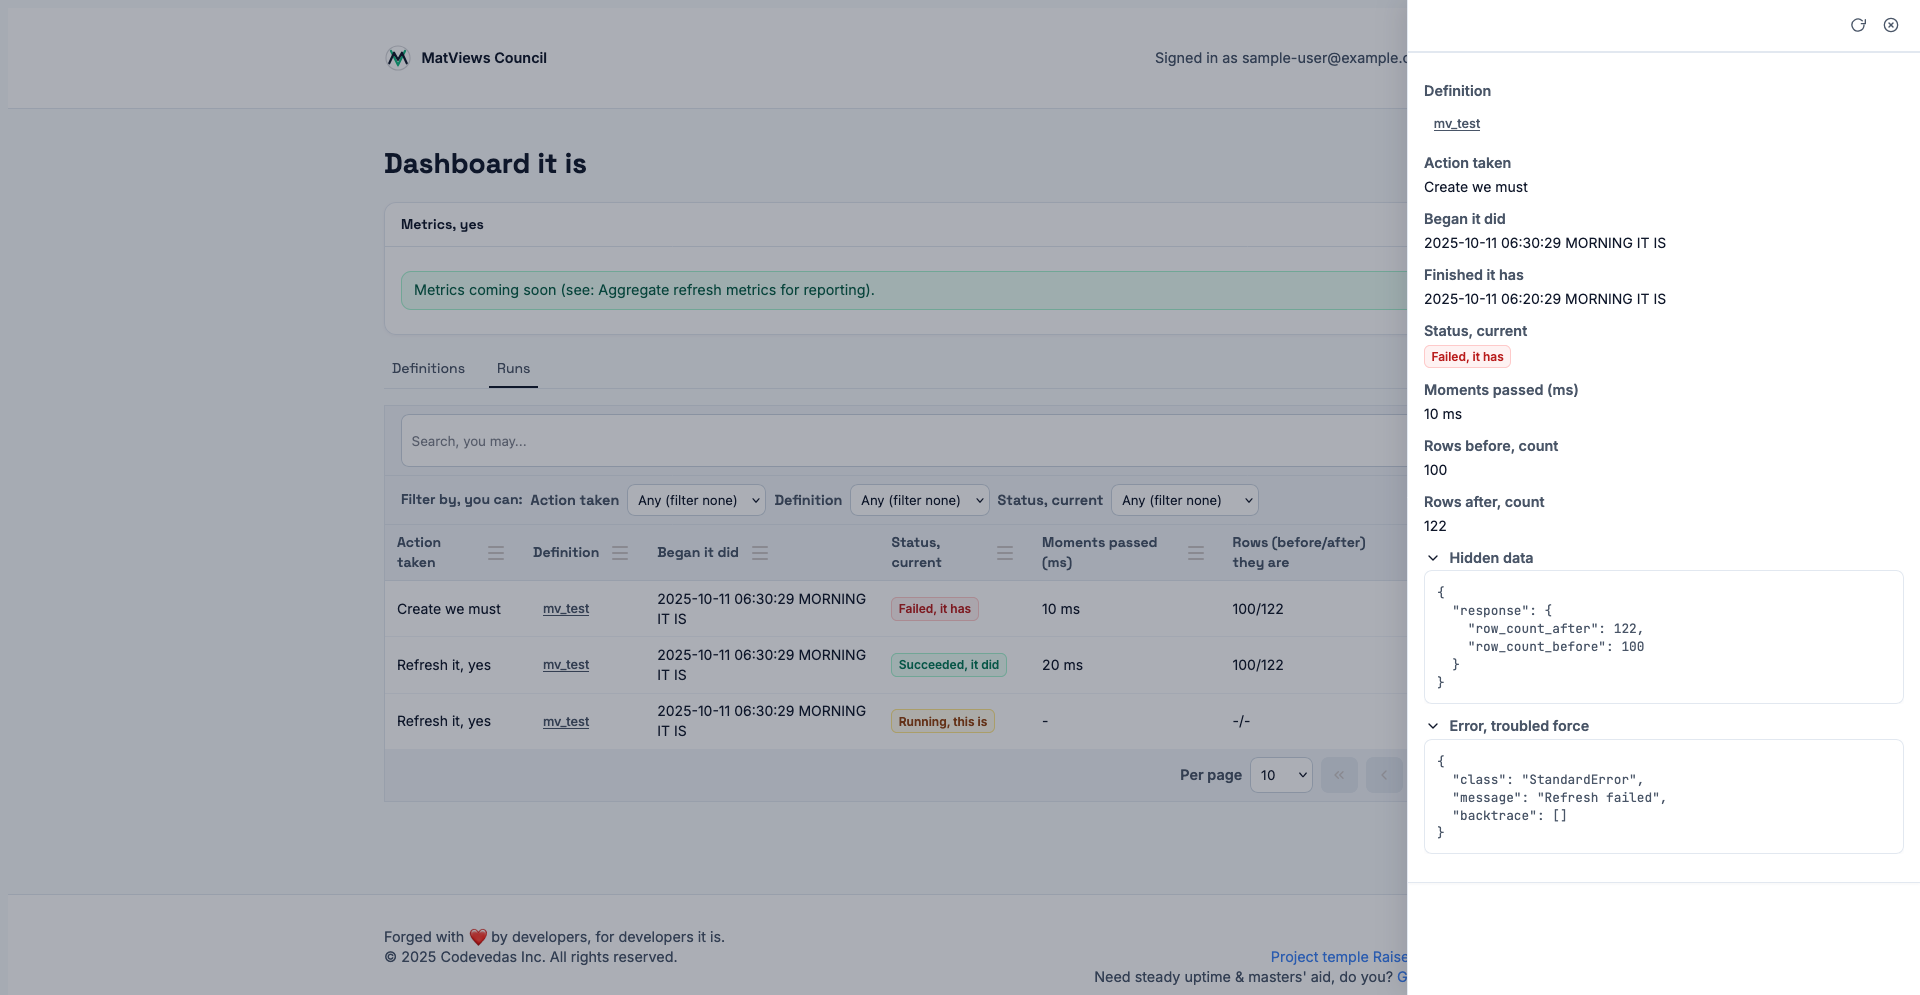 MatViews Council
Signed in as sample-user@example.c
Dashboard it is
Metrics, yes
Metrics coming soon (see: Aggregate refresh metrics for reporting).
Definitions
Runs
Search, you may...
Filter by, you can:
Action taken
Any (filter none)
Definition
Any (filter none)
Status, current
Any (filter none)
Action taken
Definition
Began it did
Status, current
Moments passed (ms)
Rows (before/after) they are
Create we must
mv_test
2025-10-11 06:30:29 MORNING IT IS
Failed, it has
10 ms
100/122
Refresh it, yes
mv_test
2025-10-11 06:30:29 MORNING IT IS
Succeeded, it did
20 ms
100/122
Refresh it, yes
mv_test
2025-10-11 06:30:29 MORNING IT IS
Running, this is
-
-/-
Per page
10
«
‹
Forged with ❤️ by developers, for developers it is.
© 2025 Codevedas Inc. All rights reserved.
Project temple Raise
Need steady uptime & masters' aid, do you? G
Definition
mv_test
Action taken
Create we must
Began it did
2025-10-11 06:30:29 MORNING IT IS
Finished it has
2025-10-11 06:20:29 MORNING IT IS
Status, current
Failed, it has
Moments passed (ms)
10 ms
Rows before, count
100
Rows after, count
122
Hidden data
{
  "response": {
    "row_count_after": 122,
    "row_count_before": 100
  }
}
Error, troubled force
{
  "class": "StandardError",
  "message": "Refresh failed",
  "backtrace": []
}